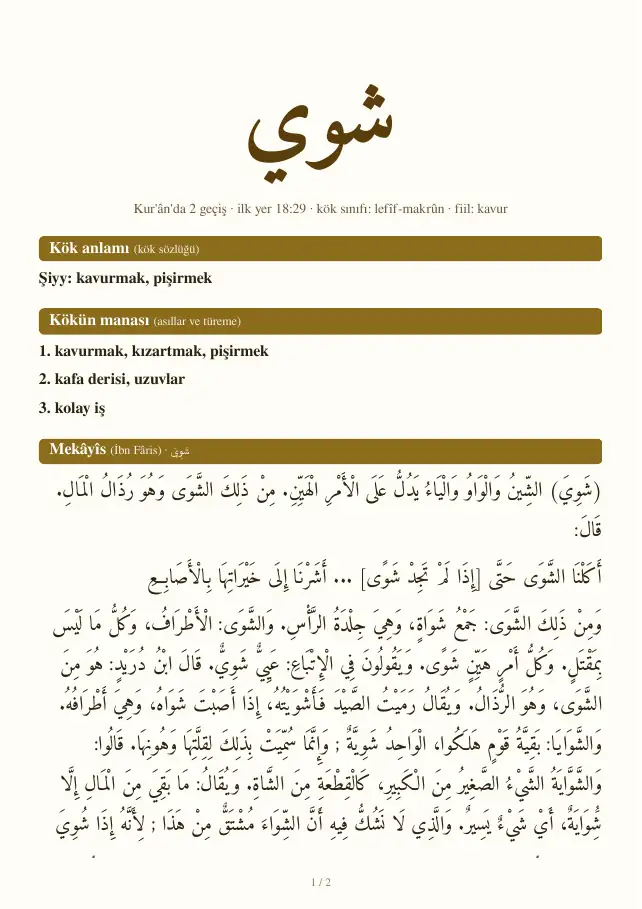 شوي
Kur'ân'da 2 geçiş · ilk yer 18:29 · kök sınıfı: lefîf-makrûn · fiil: kavur
Kök anlamı (kök sözlüğü)
Şiyy: kavurmak, pişirmek
Kökün manası (asıllar ve türeme)
1. kavurmak, kızartmak, pişirmek
2. kafa derisi, uzuvlar
3. kolay iş
Mekâyîs (İbn Fâris) · شوي
(شَوِيَ) الشِّينُ وَالْوَاوُ وَالْيَاءُ يَدُلُّ عَلَى الْأَمْرِ الْهَيِّنِ. مِنْ ذَلِكَ الشَّوَى وَهُوَ رُذَالُ الْمَالِ.
قَالَ:
أَكَلْنَا الشَّوَى حَتَّى [إِذَا لَمْ نَجِدْ شَوًى] ... أَشَرْنَا إِلَى خَيْرَاتِهَا بِالْأَصَابِعِ
وَمِنْ ذَلِكَ الشَّوَى: جَمْعُ شَوَاةٍ، وَهِيَ جِلْدَةُ الرَّأْسِ. وَالشَّوَى: الْأَطْرَافُ، وَكُلُّ مَا لَيْسَ
بِمَقْتَلٍ. وَكُلُّ أَمْرٍ هَيِّنٍ شَوًى. وَيَقُولُونَ فِي الْإِتْبَاعِ: عَيِيٌّ شَوِيٌّ. قَالَ ابْنُ دُرَيْدٍ: هُوَ مِنَ
الشَّوَى، وَهُوَ الرُّذَالُ. وَيُقَالُ رَمَيْتُ الصَّيْدَ فَأَشْوَيْتُهُ، إِذَا أَصَبْتَ شَوَاهُ، وَهِيَ أَطْرَافُهُ.
وَالشَّوَايَا: بَقِيَّةُ قَوْمٍ هَلَكُوا، الْوَاحِدُ شَوِيَّةٌ ; وَإِنَّمَا سُمِّيَتْ بِذَلِكَ لِقِلَّتِهَا وَهُونِهَا. قَالُوا:
وَالشَّوَّايَةُ الشَّيْءُ الصَّغِيرُ مِنَ الْكَبِيرِ، كَالْقِطْعَةِ مِنَ الشَّاةِ. وَيُقَالُ: مَا بَقِيَ مِنَ الْمَالِ إِلَّا
شُوَايَةٌ، أَيْ شَيْءٌ يَسِيرٌ. وَالَّذِي لَا نَشُكُّ فِيهِ أَنَّ الشِّوَاءَ مُشْتَقٌّ مِنْ هَذَا ; لِأَنَّهُ إِذَا شُوِيَ
1 / 2